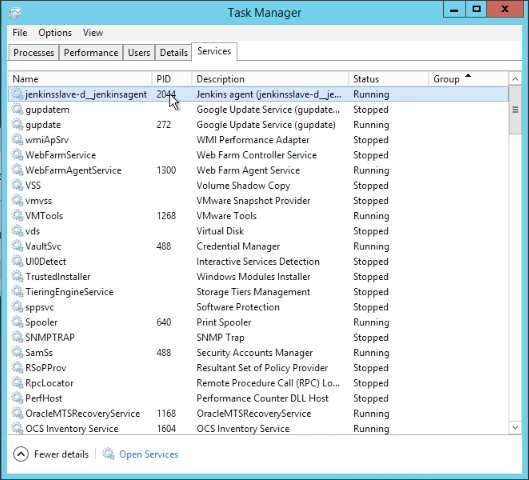 Task Manager
File Options View
Processes Performance Users Details Services
Name PID Description Status Group
jenkinsslave-d__jenkinsagent 2044 Jenkins agent (jenkinsslave-d__je... Running
gupdatem Google Update Service (gupdate... Stopped
gupdate 272 Google Update Service (gupdate) Running
wmiApSrv WMI Performance Adapter Stopped
WebFarmService Web Farm Controller Service Stopped
WebFarmAgentService 1300 Web Farm Agent Service Running
VSS Volume Shadow Copy Stopped
vmvss VMware Snapshot Provider Stopped
VMTools 1268 VMware Tools Running
vds Virtual Disk Stopped
VaultSvc 488 Credential Manager Running
UI0Detect Interactive Services Detection Stopped
TrustedInstaller Windows Modules Installer Stopped
TieringEngineService Storage Tiers Management Stopped
sppsvc Software Protection Stopped
Spooler 640 Print Spooler Running
SNMPTRAP SNMP Trap Stopped
SamSs 488 Security Accounts Manager Running
RSoPProv Resultant Set of Policy Provider Stopped
RpcLocator Remote Procedure Call (RPC) Lo... Stopped
PerfHost Performance Counter DLL Host Stopped
OracleMTSRecoveryService 1168 OracleMTSRecoveryService Running
OCS Inventory Service 1604 OCS Inventory Service Running
Fewer details Open Services